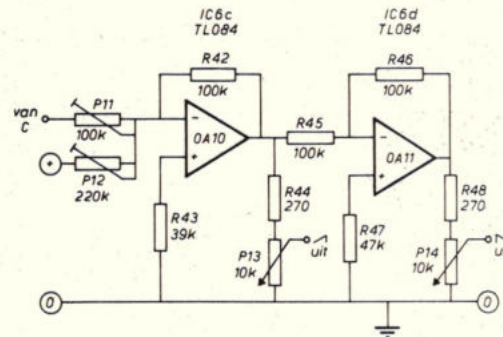 IC6c
TL084
IC6d
TL084
R42
100k
R46
100k
van
C
P11
100k
+
P12
220k
-
+
OA10
R45
100k
-
+
OA11
R43
39k
R44
270
P13
10k
uit
R47
47k
R48
270
P14
10k
0
0